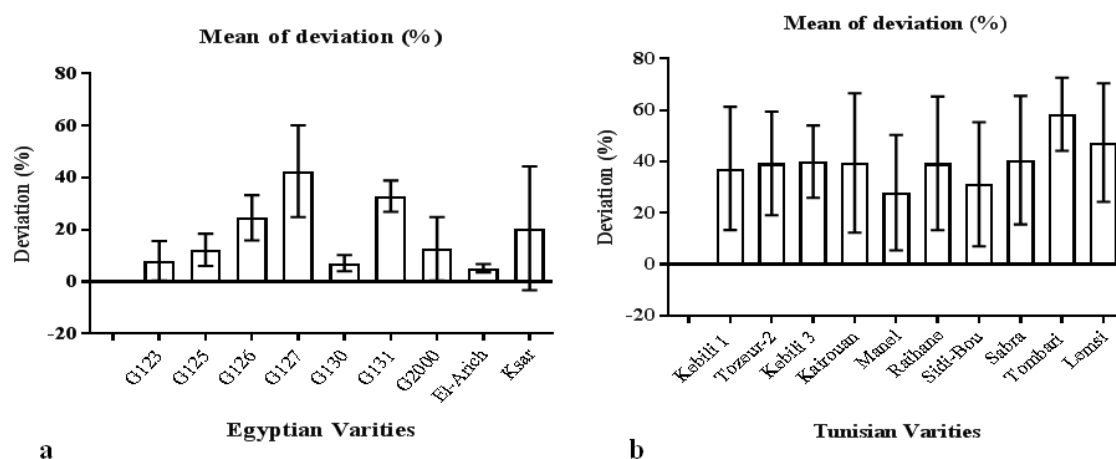 Mean of deviation (%)
80
60
40
20
0
-20
Deviation (%)
G123
G125
G126
G127
G130
G131
G2000
El-Arich
Ksar
Egyptian Varities
a
Mean of deviation (%)
80
60
40
20
0
-20
Deviation (%)
Kebili 1
Tozeur-2
Kebili 3
Kairouan
Manel
Raihane
Sidi-Bou
Sabra
Tombari
Lemsi
Tunisian Varities
b